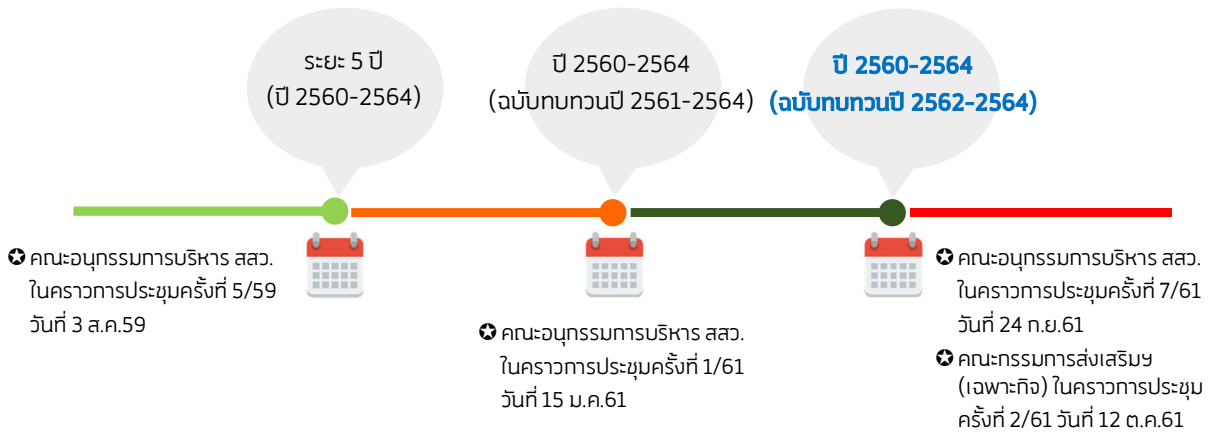 ระยะ 5 ปี
(ปี 2560-2564)
ปี 2560-2564
(ฉบับทบทวนปี 2561-2564)
ปี 2560-2564
(ฉบับทบทวนปี 2562-2564)
✪ คณะอนุกรรมการบริหาร สสว.
ในคราวการประชุมครั้งที่ 5/59
วันที่ 3 ส.ค.59
✪ คณะอนุกรรมการบริหาร สสว.
ในคราวการประชุมครั้งที่ 1/61
วันที่ 15 ม.ค.61
✪ คณะอนุกรรมการบริหาร สสว.
ในคราวการประชุมครั้งที่ 7/61
วันที่ 24 ก.ย.61
✪ คณะกรรมการส่งเสริมฯ
(เฉพาะกิจ) ในคราวการประชุม
ครั้งที่ 2/61 วันที่ 12 ต.ค.61